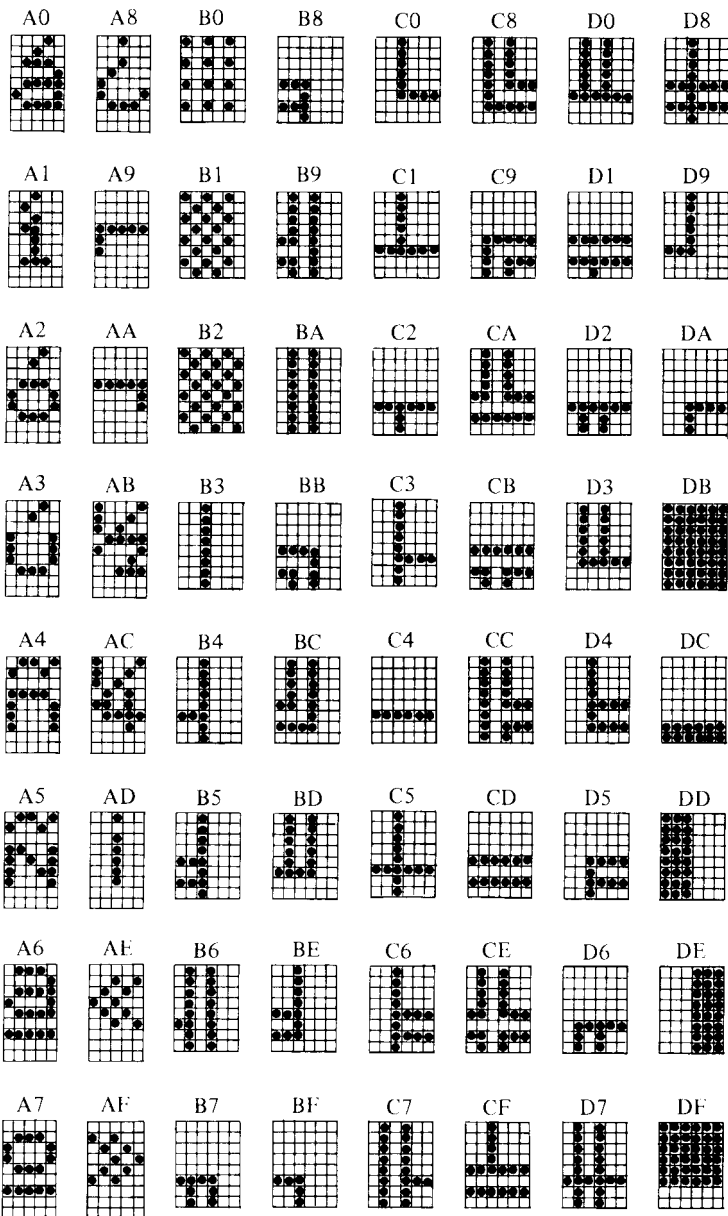 A0 A8 B0 B8 C0 C8 D0 D8
A1 A9 B1 B9 C1 C9 D1 D9
A2 AA B2 BA C2 CA D2 DA
A3 AB B3 BB C3 CB D3 DB
A4 AC B4 BC C4 CC D4 DC
A5 AD B5 BD C5 CD D5 DD
A6 AE B6 BE C6 CE D6 DE
A7 AF B7 BF C7 CF D7 DF